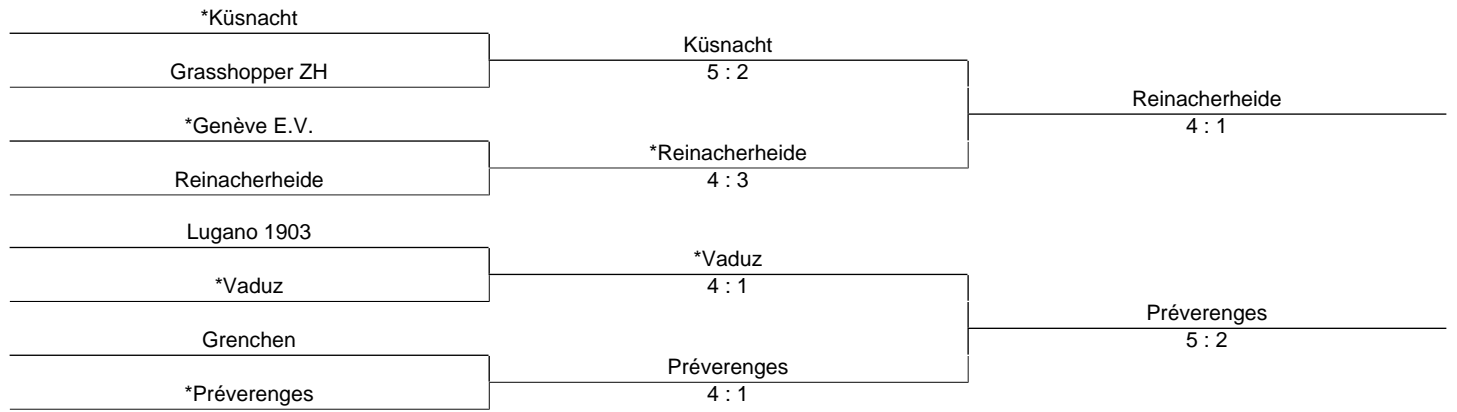 *Küsnacht
Grasshopper ZH
*Genève E.V.
Reinacherheide
Lugano 1903
*Vaduz
Grenchen
*Préverenges
Küsnacht
5 : 2
*Reinacherheide
4 : 3
*Vaduz
4 : 1
Préverenges
4 : 1
Reinacherheide
4 : 1
Préverenges
5 : 2